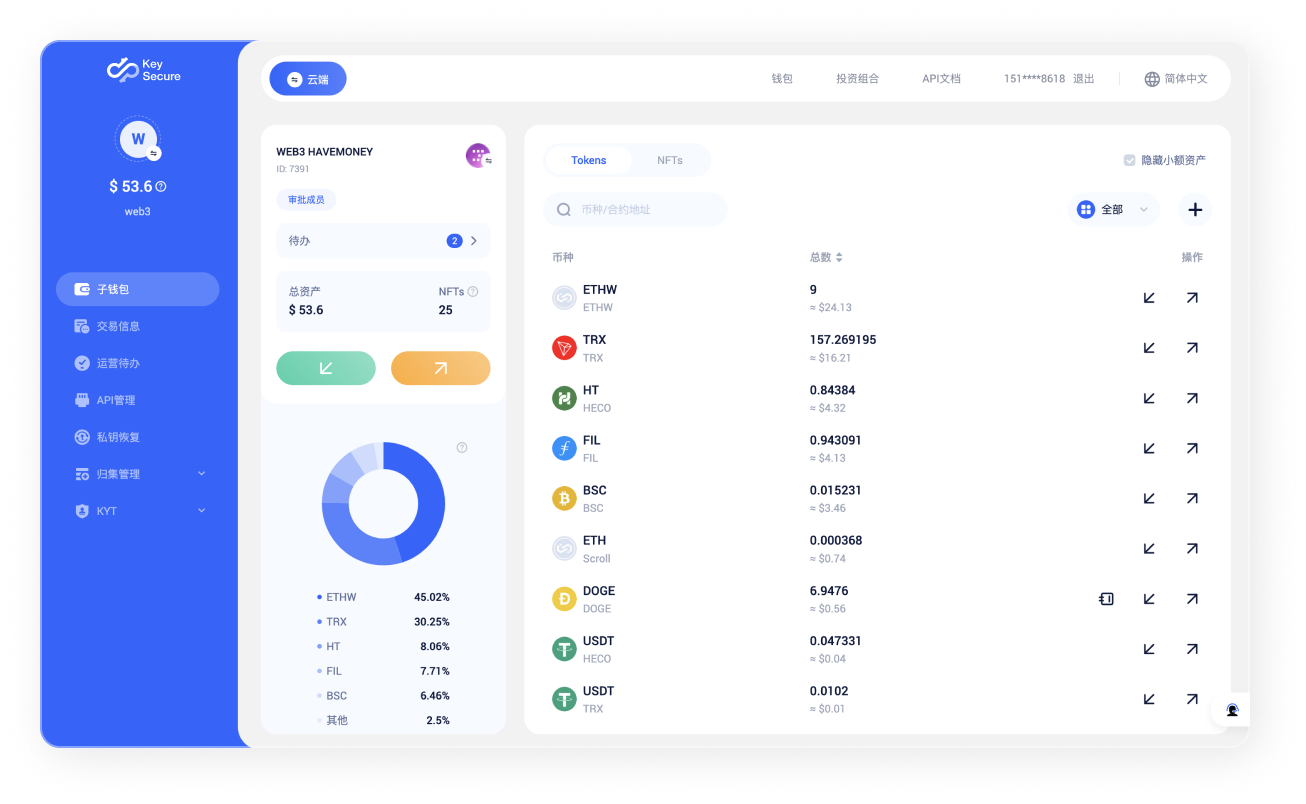 Key
Secure
W
$ 53.6
web3
子钱包
交易信息
运营待办
API管理
私钥恢复
归集管理
KYT
云端
钱包
投资组合
API文档
151****8618
退出
简体中文
WEB3 HAVEMONEY
ID: 7391
审批成员
待办
2
总资产
NFTs
$ 53.6
25
ETHW 45.02%
TRX 30.25%
HT 8.06%
FIL 7.71%
BSC 6.46%
其他 2.5%
Tokens
NFTs
隐藏小额资产
币种/合约地址
全部
币种
总数
操作
ETHW 9
ETHW ≈ $24.13
TRX 157.269195
TRX ≈ $16.21
HT 0.84384
HECO ≈ $4.32
FIL 0.943091
FIL ≈ $4.13
BSC 0.015231
BSC ≈ $3.46
ETH 0.000368
Scroll ≈ $0.74
DOGE 6.9476
DOGE ≈ $0.56
USDT 0.047331
HECO ≈ $0.04
USDT 0.0102
TRX ≈ $0.01